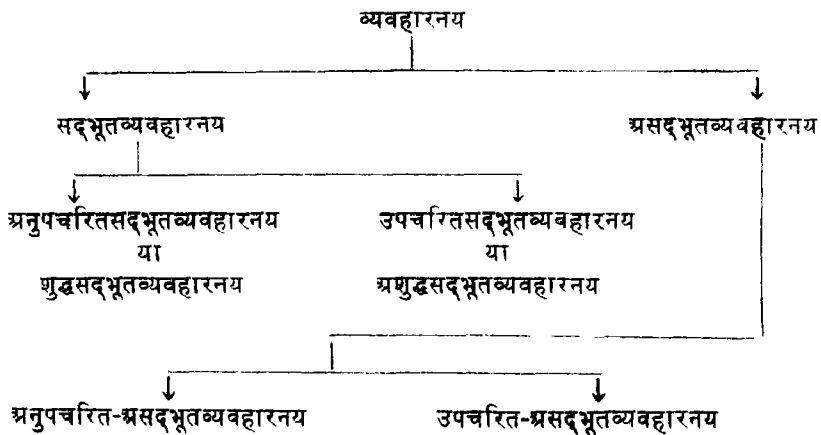 व्यवहारनय
सद्भूतव्यवहारनय असद्भूतव्यवहारनय
अनुपचरितसद्भूतव्यवहारनय उपचरितसद्भूतव्यवहारनय
या या
शुद्धसद्भूतव्यवहारनय अशुद्धसद्भूतव्यवहारनय
अनुपचरित-असद्भूतव्यवहारनय उपचरित-असद्भूतव्यवहारनय